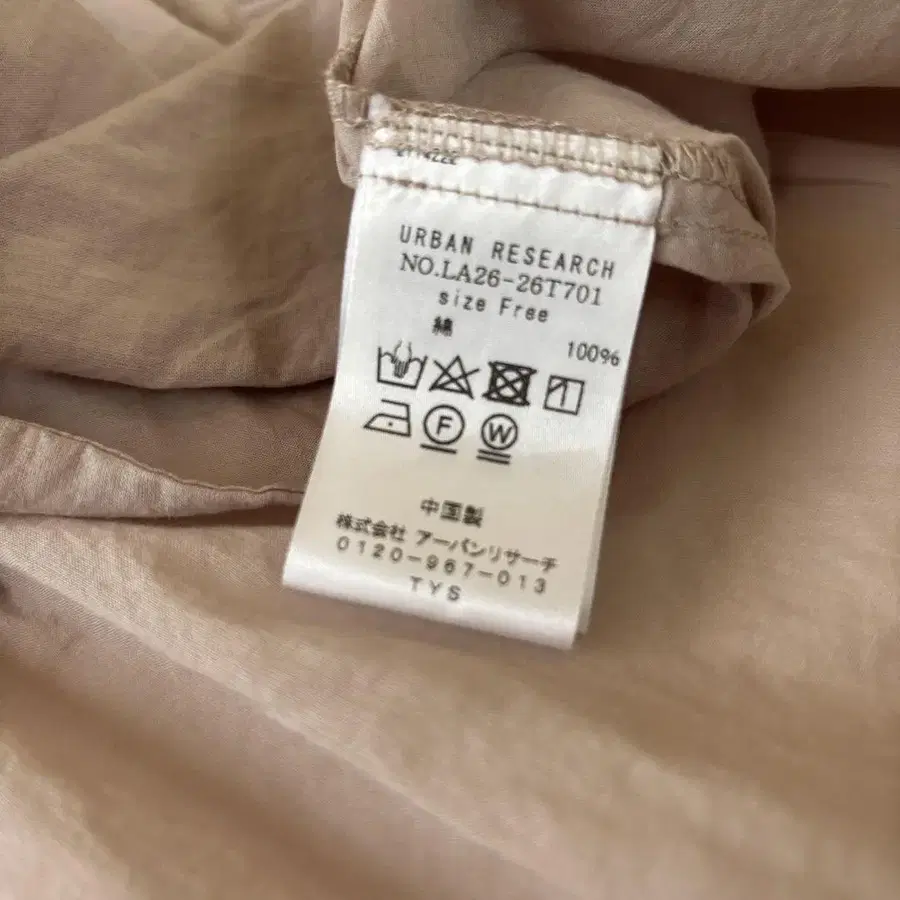 URBAN RESEARCH
NO.LA26-26T701
size Free
綿 100%
F W
中国製
株式会社 アーバンリサーチ
0120-967-013
TYS